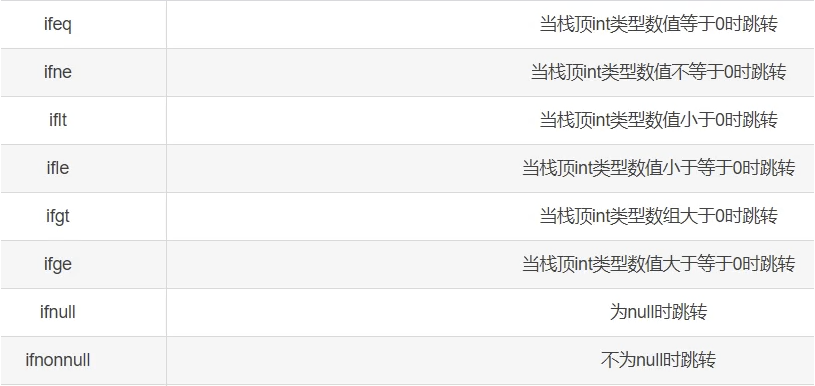 ifeq 当栈顶int类型数值等于0时跳转
ifne 当栈顶int类型数值不等于0时跳转
iflt 当栈顶int类型数值小于0时跳转
ifle 当栈顶int类型数值小于等于0时跳转
ifgt 当栈顶int类型数组大于0时跳转
ifge 当栈顶int类型数值大于等于0时跳转
ifnull 为null时跳转
ifnonnull 不为null时跳转